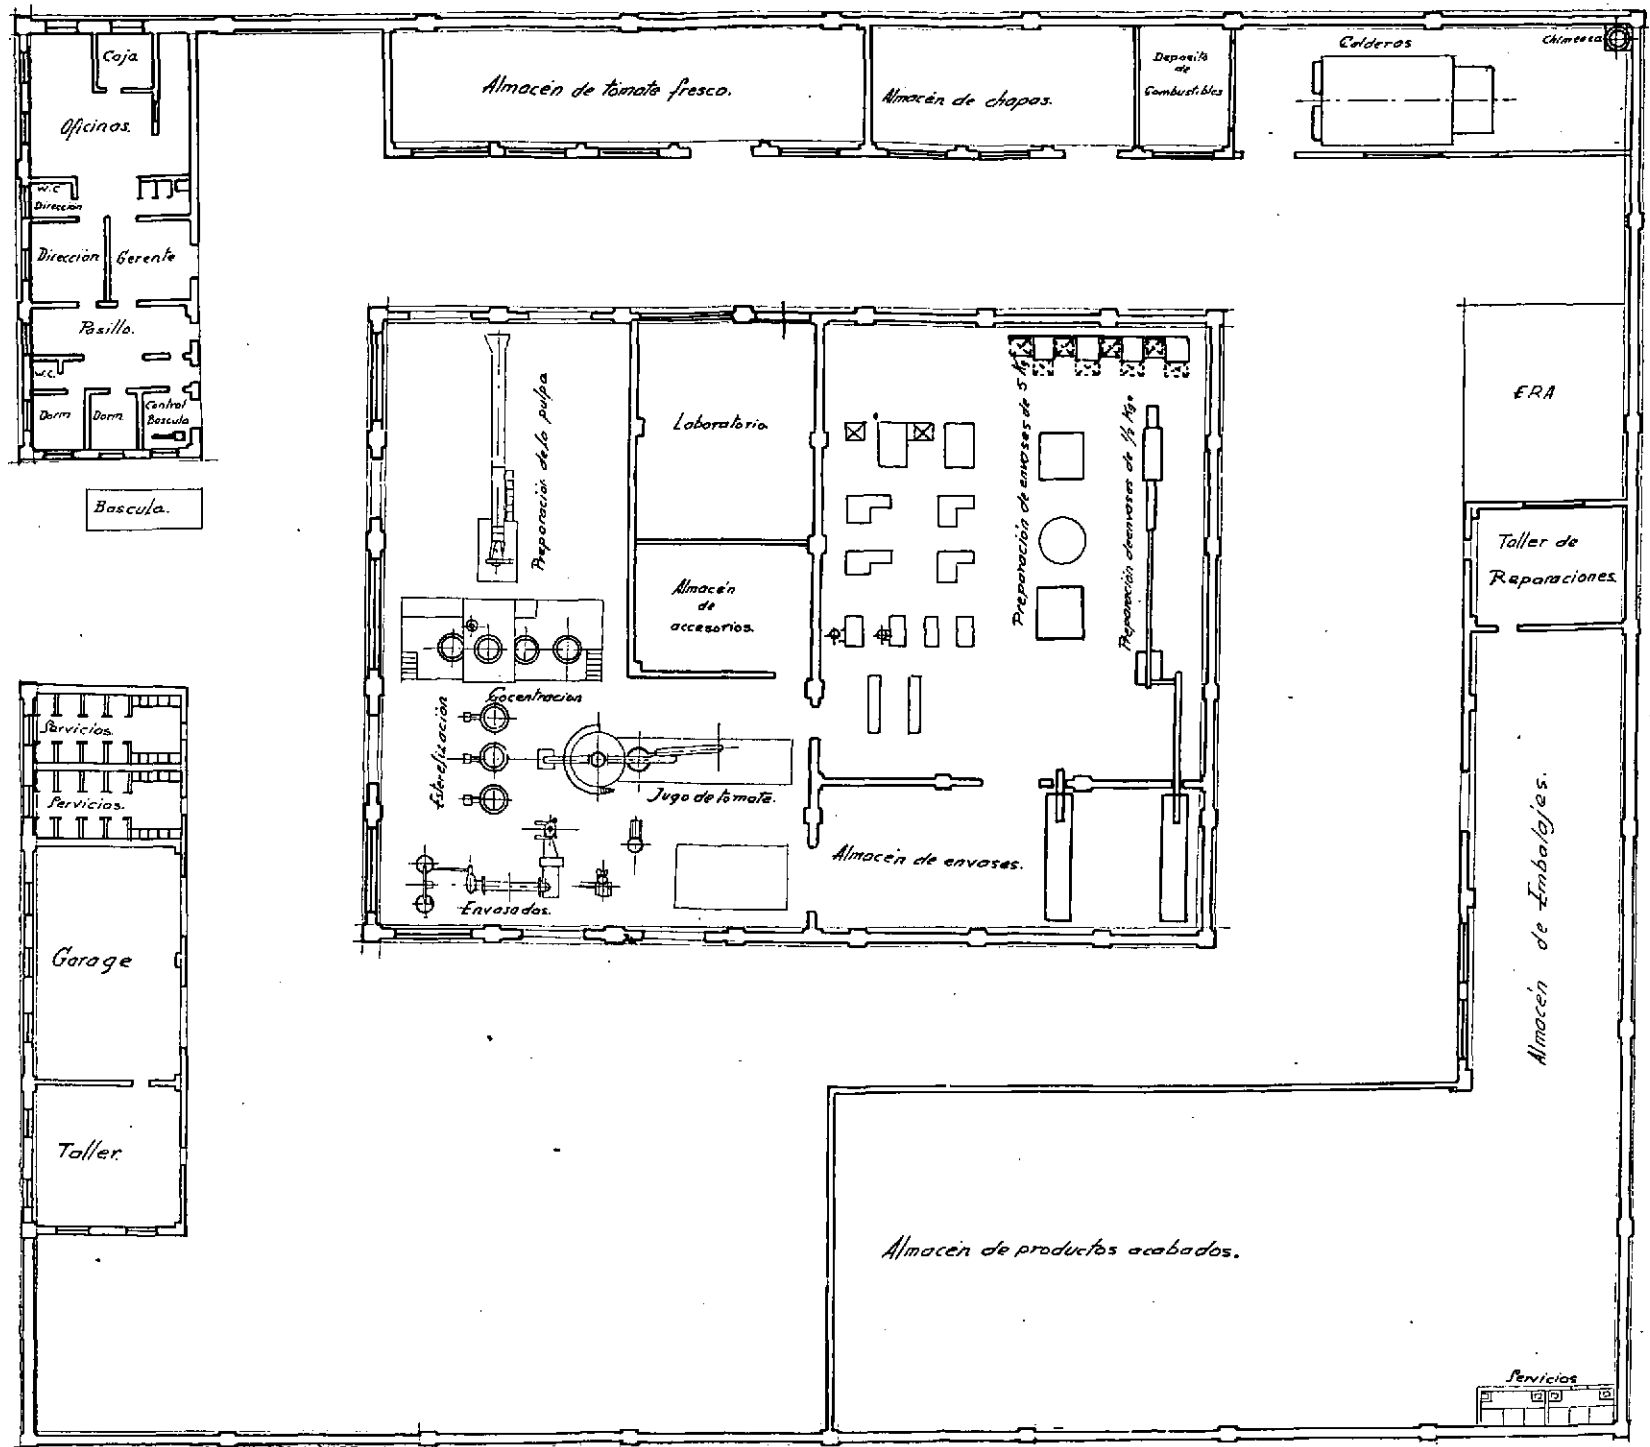 Caja
Oficinas.
W.C
Dirección
Dirección
Gerente
Pasillo.
W.C.
Dorm
Dorm
Control
Bascula
Bascula.
Almacén de tomate fresco.
Almacén de chapas.
Deposito
de
Combustibles
Calderas
Chimenea
ERA
Taller de
Reparaciones
Almacén de Embalajes.
Preparación de la pulpa
Laboratorio
Almacén
de
accesorios.
Preparación de envases de 5 Kg
Preparación de envases de 1/2 Kgs
Cocentracion
Esterelización
Jugo de tomate.
Envasados.
Almacén de envases.
Servicios.
Servicios.
Garage
Taller.
Almacén de productos acabados.
Servicios